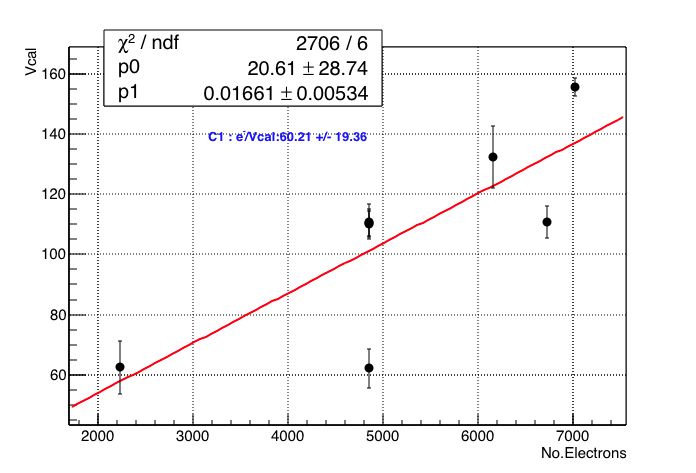 χ² / ndf 2706 / 6
p0 20.61 ± 28.74
p1 0.01661 ± 0.00534
C1 : e⁻/Vcal:60.21 +/- 19.36
Vcal
160
140
120
100
80
60
2000 3000 4000 5000 6000 7000
No.Electrons